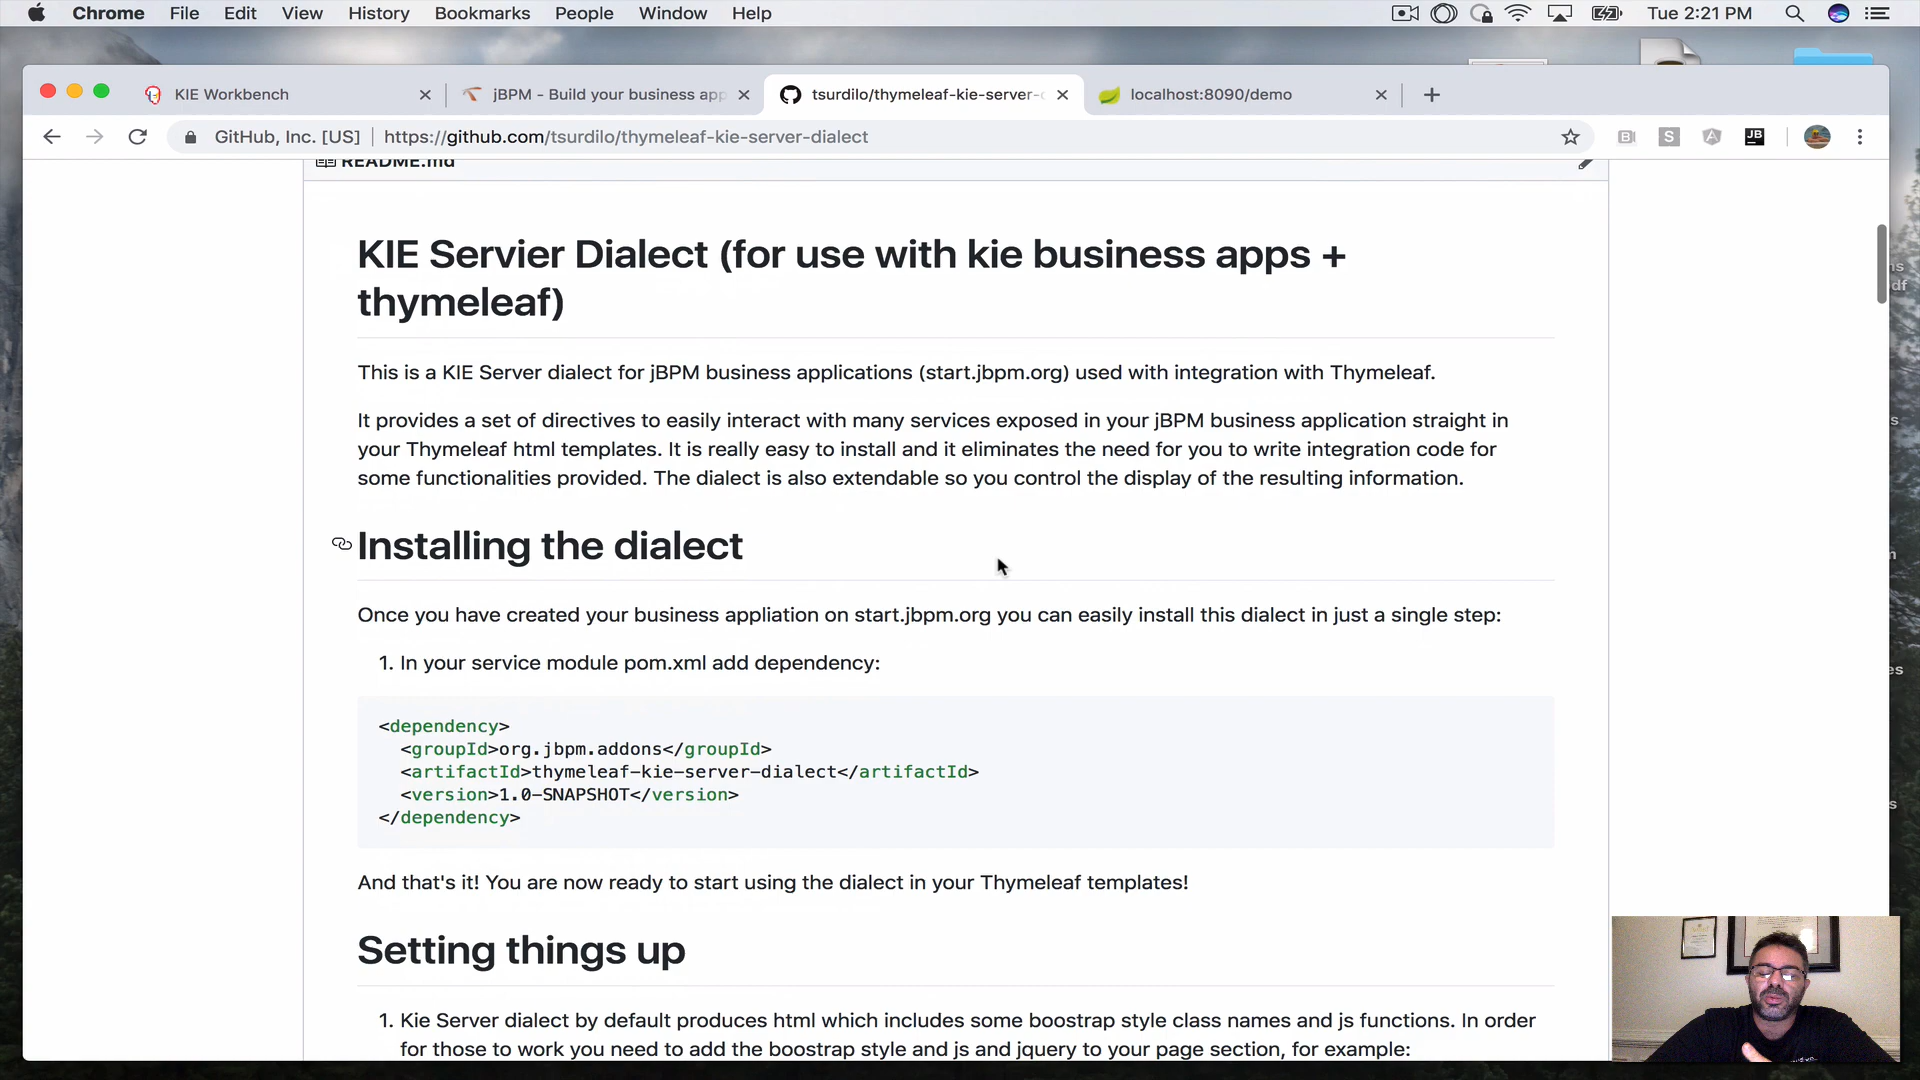 Chrome File Edit View History Bookmarks People Window Help Tue 2:21 PM
KIE Workbench jBPM - Build your business app tsurdilo/thymeleaf-kie-server- localhost:8090/demo
GitHub, Inc. [US] https://github.com/tsurdilo/thymeleaf-kie-server-dialect
README.md
KIE Servier Dialect (for use with kie business apps +
thymeleaf)
This is a KIE Server dialect for jBPM business applications (start.jbpm.org) used with integration with Thymeleaf.
It provides a set of directives to easily interact with many services exposed in your jBPM business application straight in
your Thymeleaf html templates. It is really easy to install and it eliminates the need for you to write integration code for
some functionalities provided. The dialect is also extendable so you control the display of the resulting information.
Installing the dialect
Once you have created your business appliation on start.jbpm.org you can easily install this dialect in just a single step:
1. In your service module pom.xml add dependency:
<dependency>
<groupId>org.jbpm.addons</groupId>
<artifactId>thymeleaf-kie-server-dialect</artifactId>
<version>1.0-SNAPSHOT</version>
</dependency>
And that's it! You are now ready to start using the dialect in your Thymeleaf templates!
Setting things up
1. Kie Server dialect by default produces html which includes some boostrap style class names and js functions. In order
for those to work you need to add the boostrap style and js and jquery to your page section, for example: